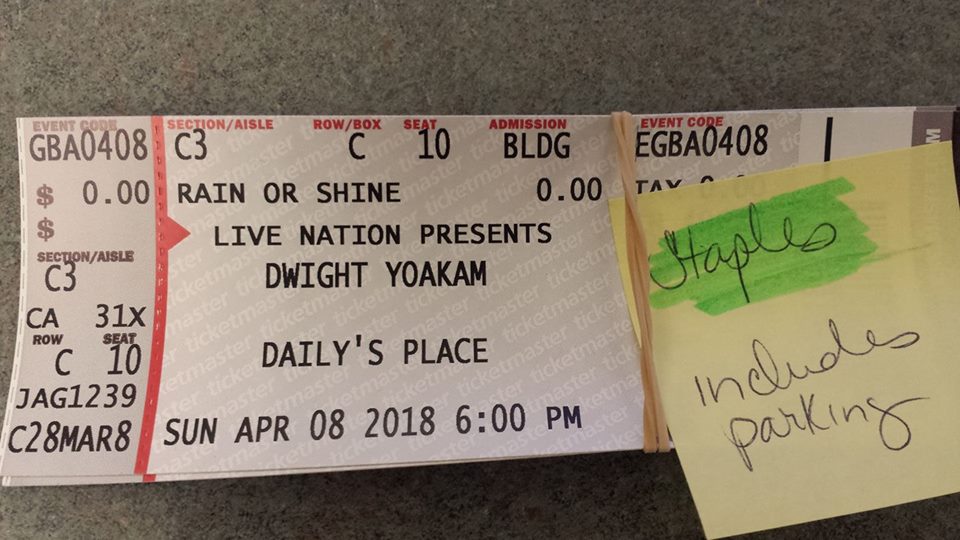 EVENT CODE SECTION/AISLE ROW/BOX SEAT ADMISSION EVENT CODE
GBA0408 C3 C 10 BLDG EGBA0408
$ 0.00 RAIN OR SHINE 0.00 TAX
$ LIVE NATION PRESENTS
SECTION/AISLE
C3 DWIGHT YOAKAM
CA 31X
ROW SEAT
C 10 DAILY'S PLACE
JAG1239
C28MAR8 SUN APR 08 2018 6:00 PM
Staples
includes
parking